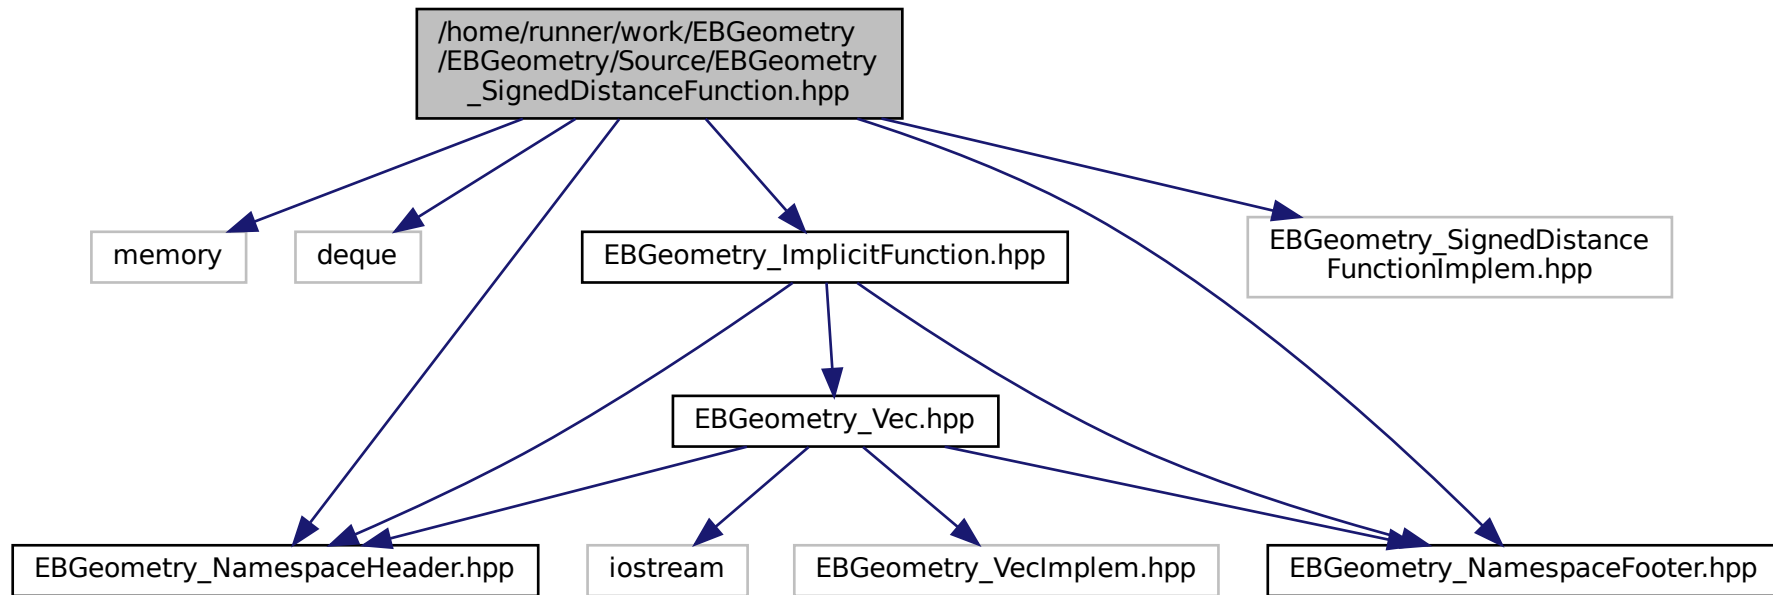 /home/runner/work/EBGeometry
/EBGeometry/Source/EBGeometry
_SignedDistanceFunction.hpp
memory
deque
EBGeometry_ImplicitFunction.hpp
EBGeometry_SignedDistance
FunctionImplem.hpp
EBGeometry_Vec.hpp
EBGeometry_NamespaceHeader.hpp
iostream
EBGeometry_VecImplem.hpp
EBGeometry_NamespaceFooter.hpp